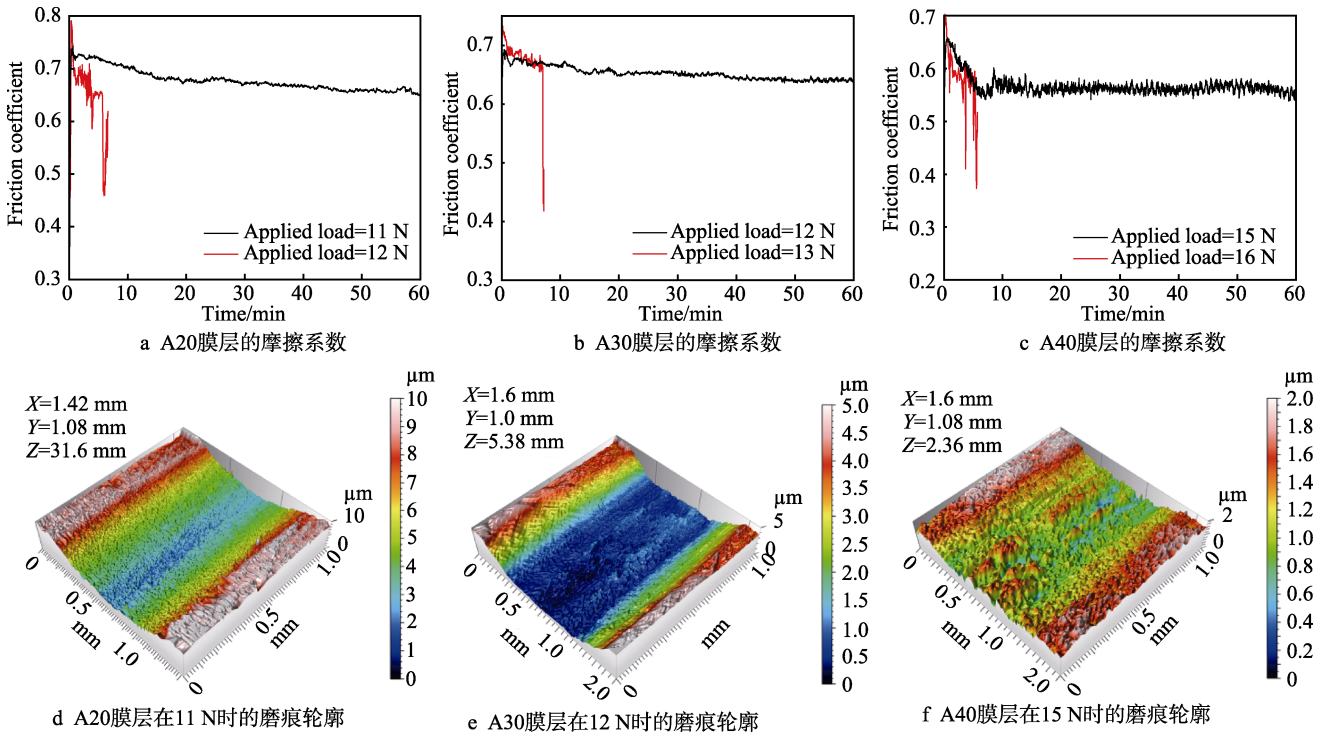 Friction coefficient
0.8
0.7
0.6
0.5
0.4
0.3
0 10 20 30 40 50 60
Time/min
Applied load=11 N
Applied load=12 N
a A20膜层的摩擦系数
Friction coefficient
0.7
0.6
0.5
0.4
0.3
0 10 20 30 40 50 60
Time/min
Applied load=12 N
Applied load=13 N
b A30膜层的摩擦系数
Friction coefficient
0.7
0.6
0.5
0.4
0.3
0.2
0 10 20 30 40 50 60
Time/min
Applied load=15 N
Applied load=16 N
c A40膜层的摩擦系数
X=1.42 mm
Y=1.08 mm
Z=31.6 mm
μm
10
9
8
7
6
5
4
3
2
1
0
μm
10
0
0
0.5
1.0
mm
0
0.5
1.0
mm
d A20膜层在11 N时的磨痕轮廓
X=1.6 mm
Y=1.0 mm
Z=5.38 mm
μm
5.0
4.5
4.0
3.5
3.0
2.5
2.0
1.5
1.0
0.5
0
μm
5
0
0
0.5
1.0
2.0
mm
0
1.0
mm
e A30膜层在12 N时的磨痕轮廓
X=1.6 mm
Y=1.08 mm
Z=2.36 mm
μm
2.0
1.8
1.6
1.4
1.2
1.0
0.8
0.6
0.4
0.2
0
μm
2
0
0
0.5
1.0
mm
0
0.5
1.0
mm
f A40膜层在15 N时的磨痕轮廓